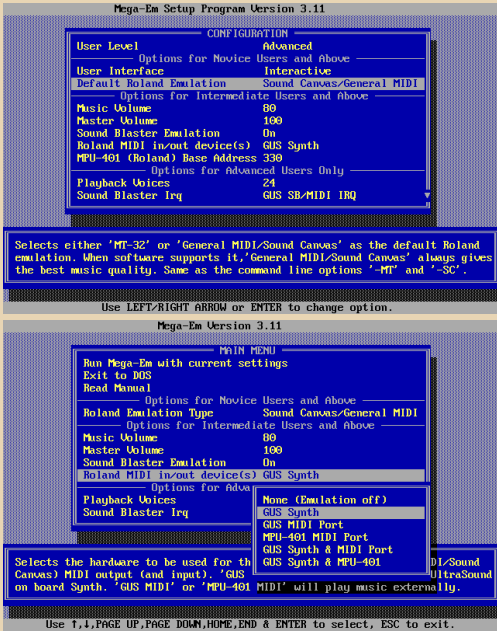 Mega-Em Setup Program Version 3.11
CONFIGURATION
User Level Advanced
Options for Novice Users and Above
User Interface Interactive
Default Roland Emulation Sound Canvas/General MIDI
Options for Intermediate Users and Above
Music Volume 80
Master Volume 100
Sound Blaster Emulation On
Roland MIDI in/out device(s) GUS Synth
MPU-401 (Roland) Base Address 330
Options for Advanced Users Only
Playback Voices 24
Sound Blaster Irq GUS SB/MIDI IRQ
Selects either 'MT-32' or 'General MIDI/Sound Canvas' as the default Roland
emulation. When software supports it,'General MIDI/Sound Canvas' always gives
the best music quality. Same as the command line options '-MT' and '-SC'.
Use LEFT/RIGHT ARROW or ENTER to change option.
Mega-Em Version 3.11
MAIN MENU
Run Mega-Em with current settings
Exit to DOS
Read Manual
Options for Novice Users and Above
Roland Emulation Type Sound Canvas/General MIDI
Options for Intermediate Users and Above
Music Volume 80
Master Volume 100
Sound Blaster Emulation On
Roland MIDI in/out device(s) GUS Synth
Options for Adva
Playback Voices
Sound Blaster Irq
None (Emulation off)
GUS Synth
GUS MIDI Port
MPU-401 MIDI Port
GUS Synth & MIDI Port
GUS Synth & MPU-401
Selects the hardware to be used for th DI/Sound
Canvas) MIDI output (and input). 'GUS UltraSound
on board Synth. 'GUS MIDI' or 'MPU-401 MIDI' will play music externally.
Use ↑,↓,PAGE UP,PAGE DOWN,HOME,END & ENTER to select, ESC to exit.